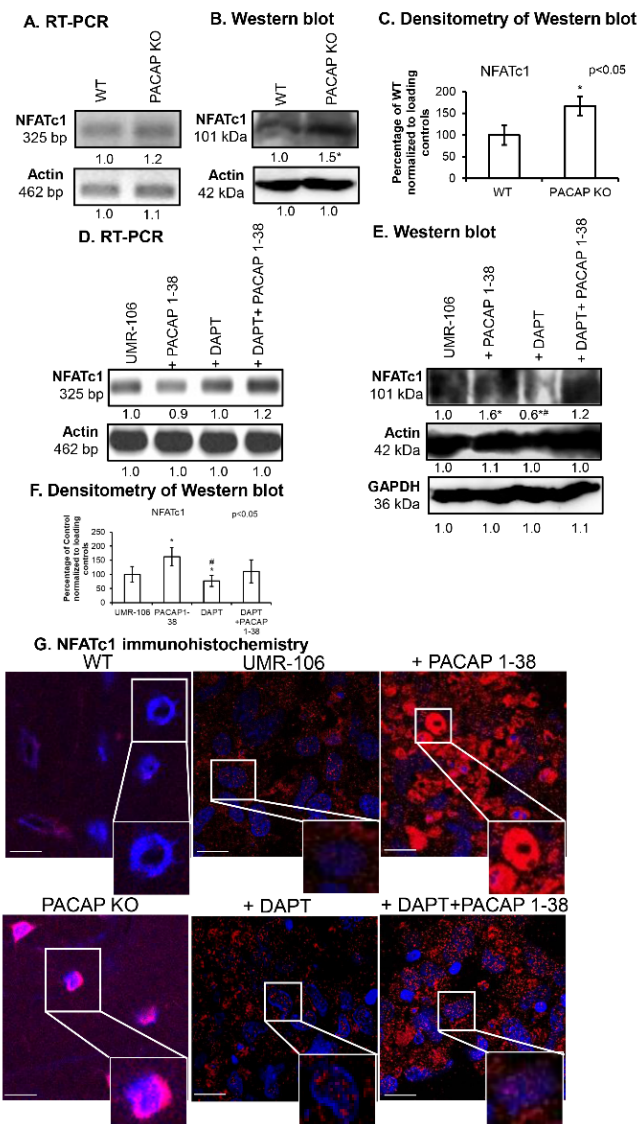 A. RT-PCR
WT
PACAP KO
NFATc1
325 bp
1.0 1.2
Actin
462 bp
1.0 1.1
B. Western blot
WT
PACAP KO
NFATc1
101 kDa
1.0 1.5*
Actin
42 kDa
1.0 1.0
C. Densitometry of Western blot
NFATc1 p<0.05
Percentage of WT
normalized to loading
controls
200
150
100
50
0
*
WT PACAP KO
D. RT-PCR
UMR-106
+ PACAP 1-38
+ DAPT
+ DAPT+ PACAP 1-38
NFATc1
325 bp
1.0 0.9 1.0 1.2
Actin
462 bp
1.0 1.0 1.0 1.0
E. Western blot
UMR-106
+ PACAP 1-38
+ DAPT
+ DAPT+ PACAP 1-38
NFATc1
101 kDa
1.0 1.6* 0.6*# 1.2
Actin
42 kDa
1.0 1.1 1.0 1.0
GAPDH
36 kDa
1.0 1.0 1.0 1.1
F. Densitometry of Western blot
NFATc1 p<0.05
Percentage of Control
normalized to loading
controls
250
200
150
100
50
0
*
#
*
UMR-106 PACAP1-38 DAPT DAPT+PACAP 1-38
G. NFATc1 immunohistochemistry
WT UMR-106 + PACAP 1-38
PACAP KO + DAPT + DAPT+PACAP 1-38